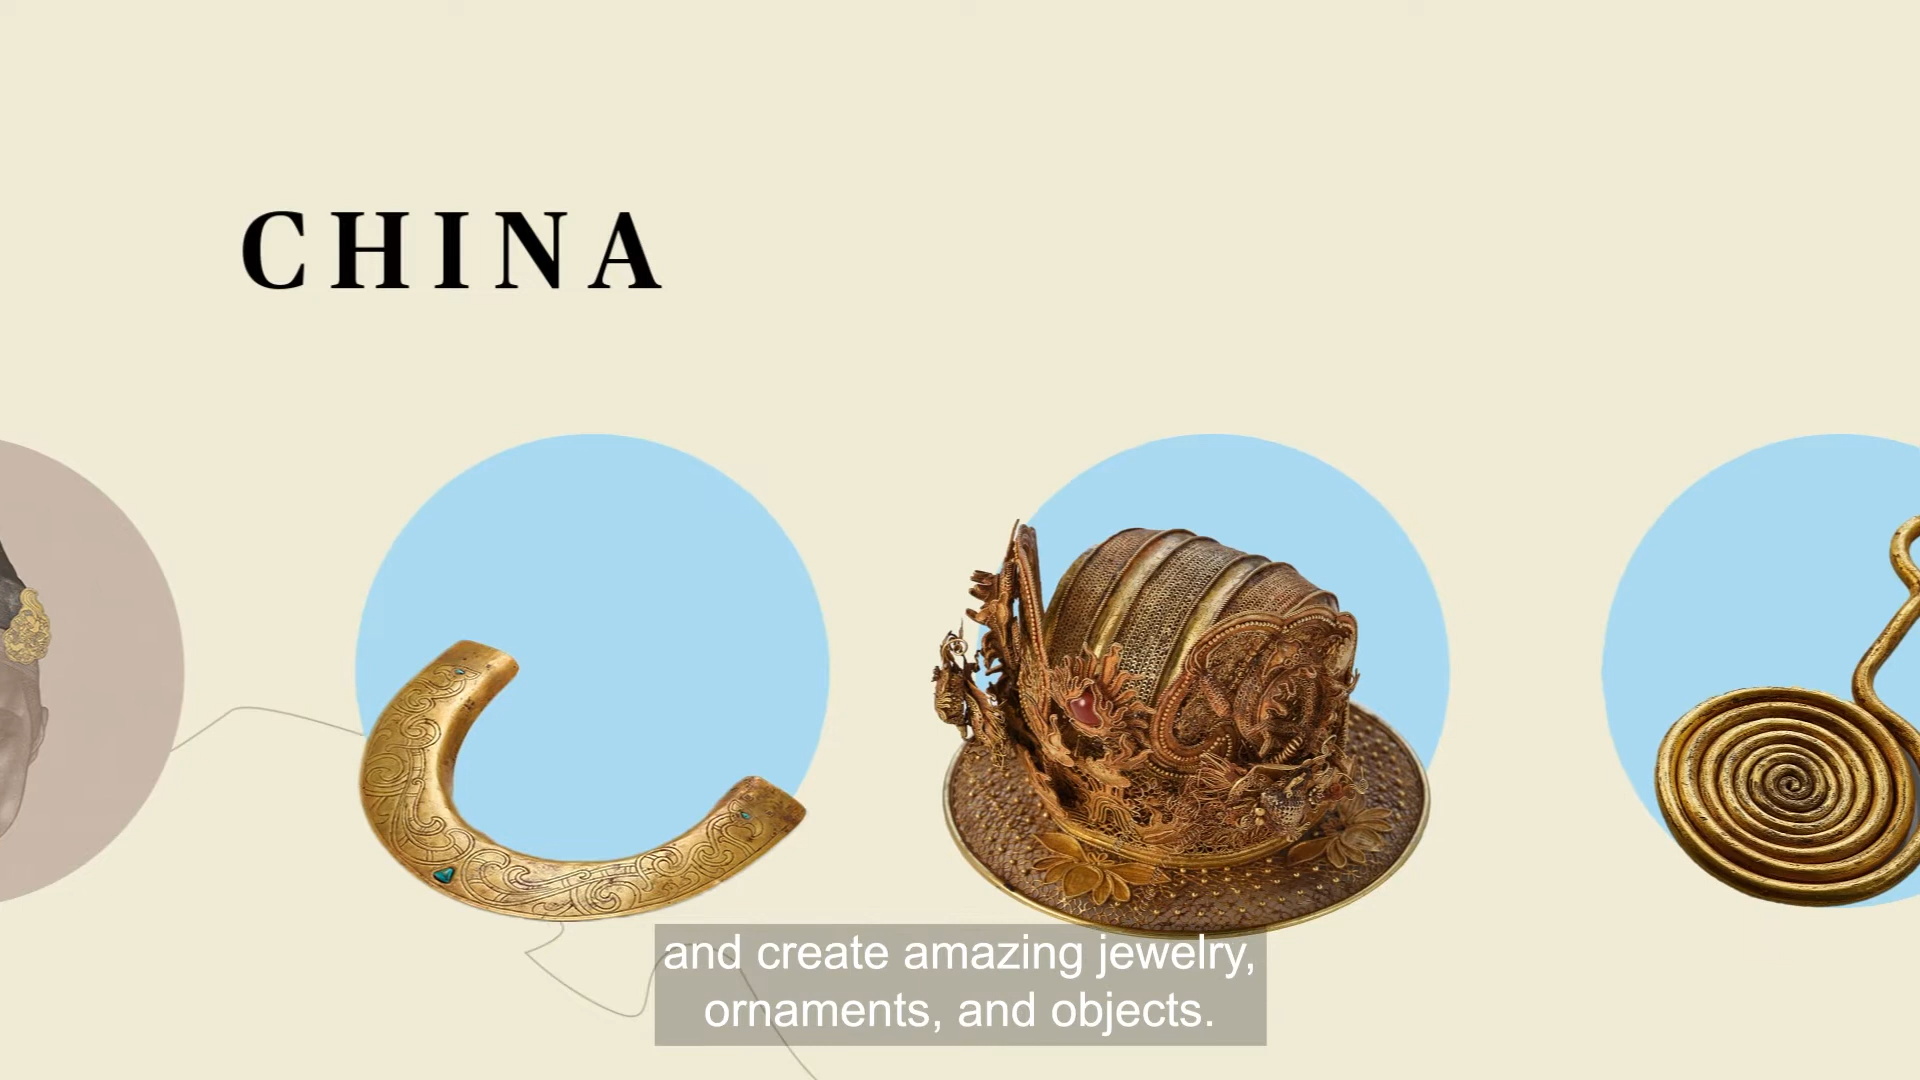 CHINA
and create amazing jewelry,
ornaments, and objects.